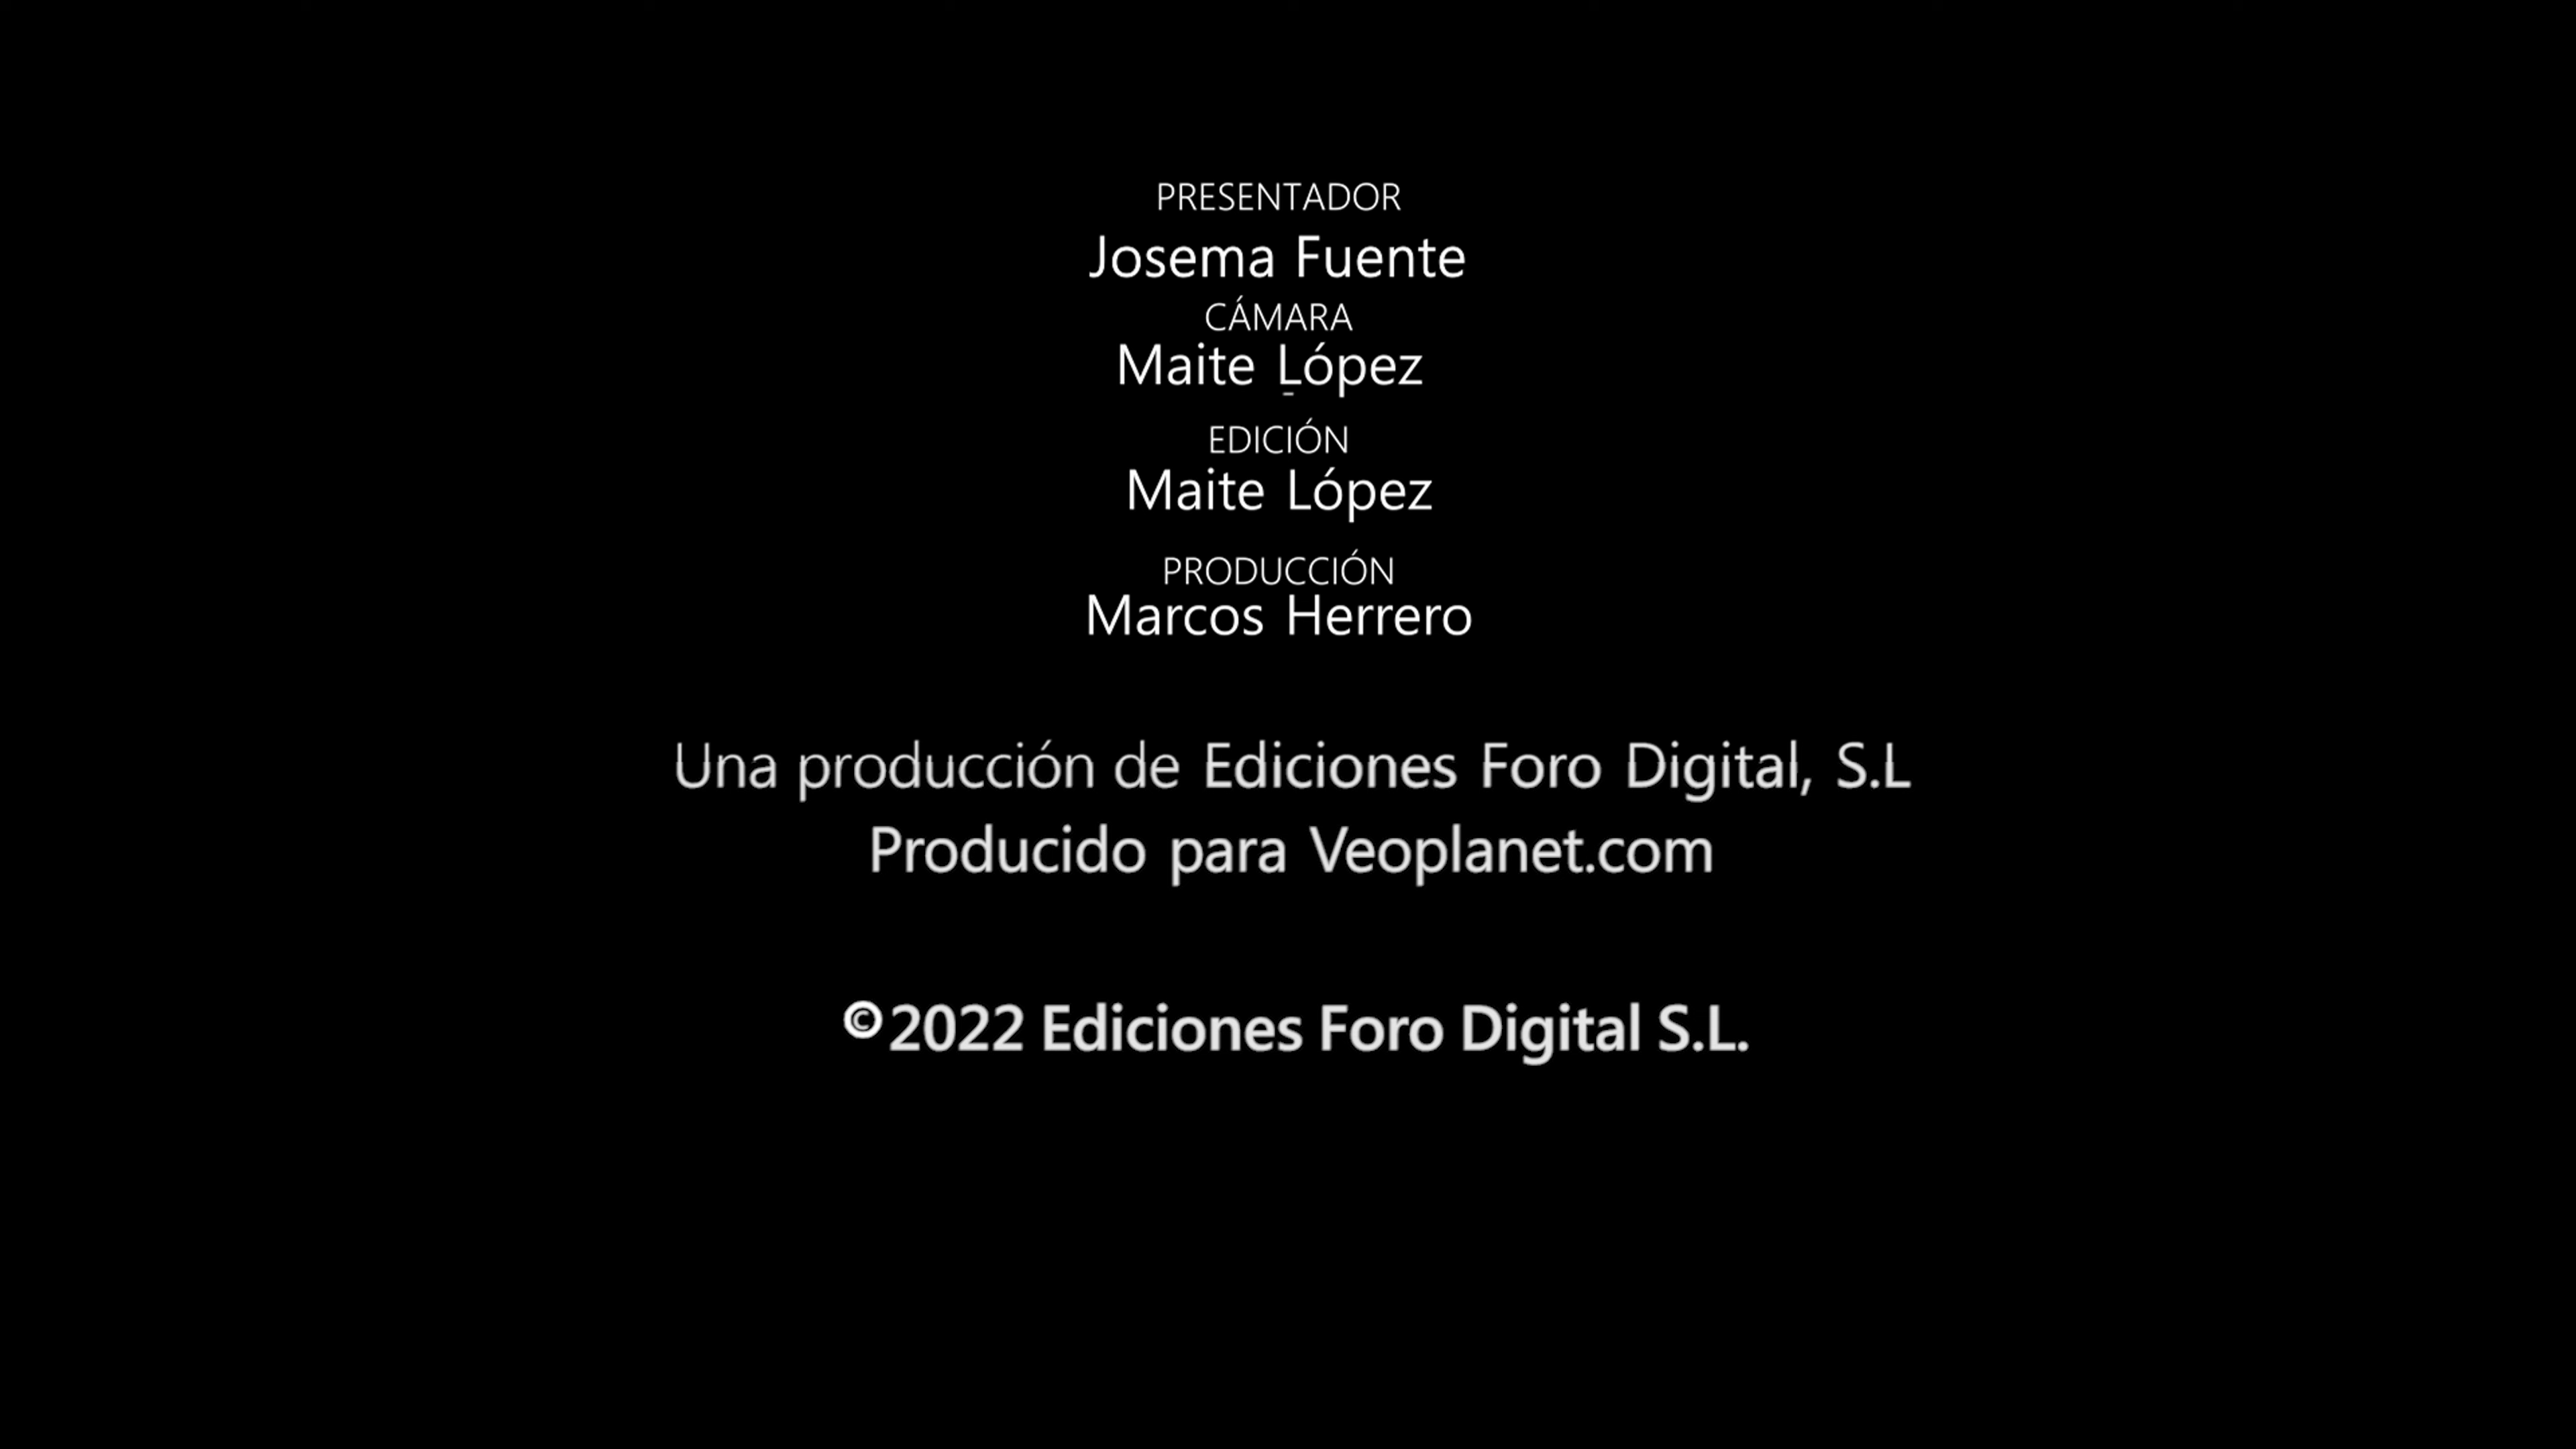 PRESENTADOR
Josema Fuente
CÁMARA
Maite López
EDICIÓN
Maite López
PRODUCCIÓN
Marcos Herrero
Una producción de Ediciones Foro Digital, S.L
Producido para Veoplanet.com
©2022 Ediciones Foro Digital S.L.